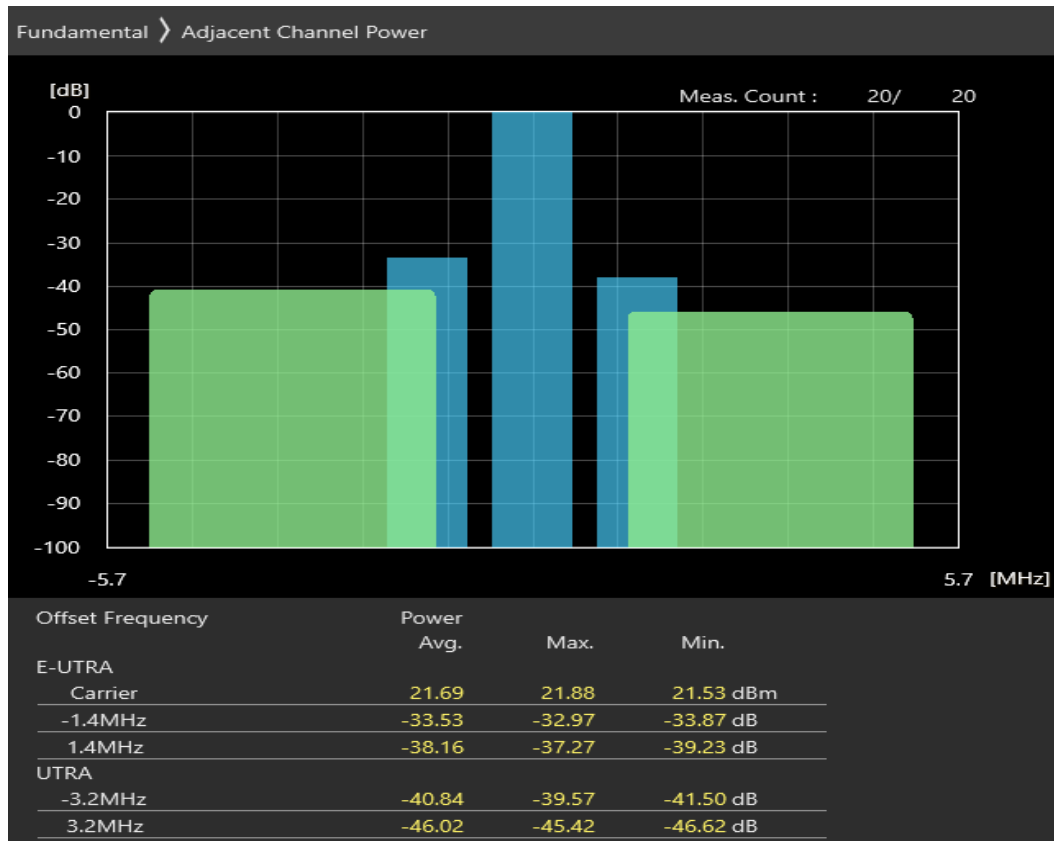 Fundamental 〉 Adjacent Channel Power
[dB]
Meas. Count : 20/ 20
0
-10
-20
-30
-40
-50
-60
-70
-80
-90
-100
-5.7 5.7 [MHz]
Offset Frequency Power
Avg. Max. Min.
E-UTRA
Carrier 21.69 21.88 21.53 dBm
-1.4MHz -33.53 -32.97 -33.87 dB
1.4MHz -38.16 -37.27 -39.23 dB
UTRA
-3.2MHz -40.84 -39.57 -41.50 dB
3.2MHz -46.02 -45.42 -46.62 dB